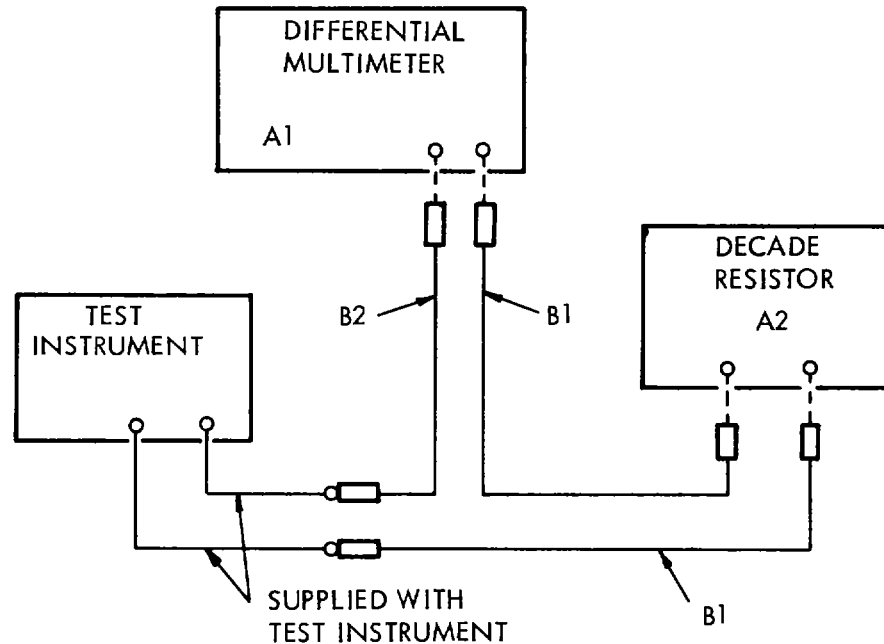 DIFFERENTIAL
MULTIMETER
A1
DECADE
RESISTOR
A2
TEST
INSTRUMENT
B2
B1
SUPPLIED WITH
TEST INSTRUMENT
B1